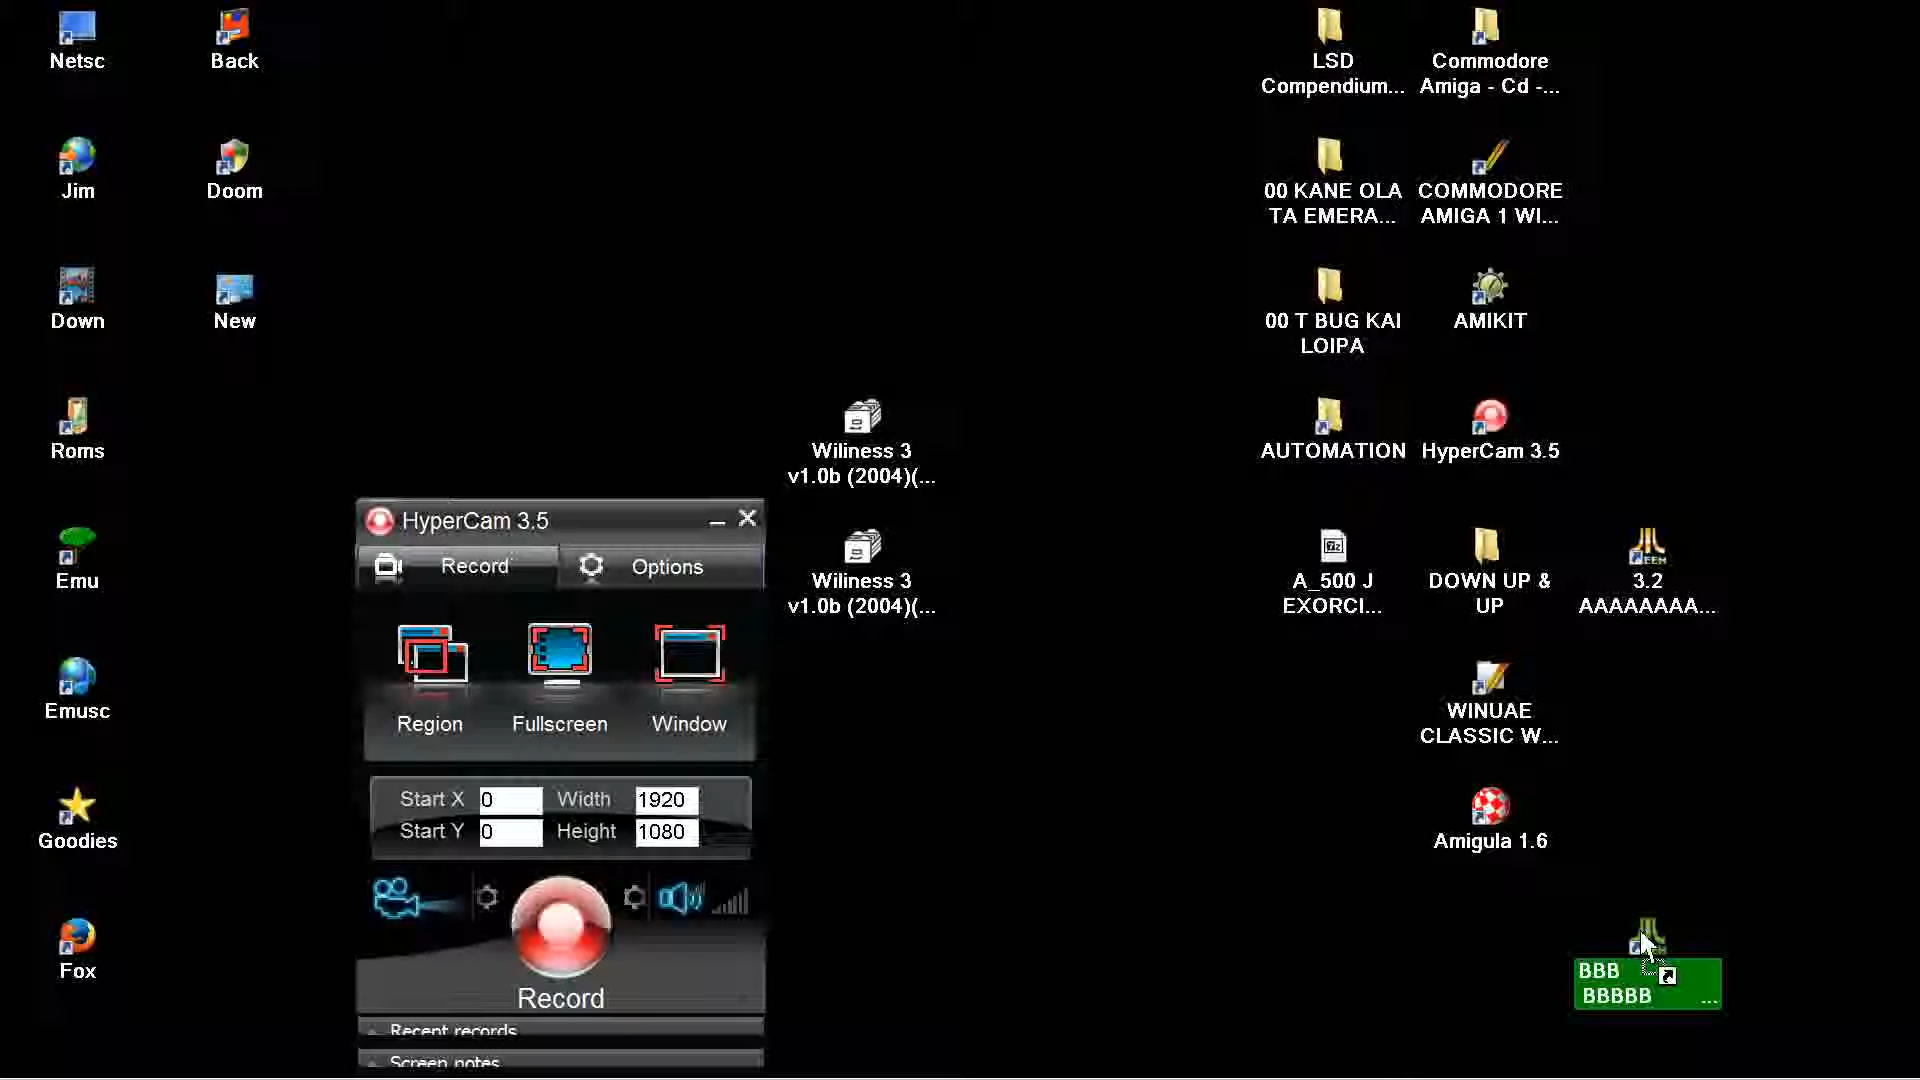 Netsc
Back
Jim
Doom
Down
New
Roms
Emu
Emusc
Goodies
Fox
Wiliness 3
v1.0b (2004)(...
Wiliness 3
v1.0b (2004)(...
HyperCam 3.5
Record
Options
Region
Fullscreen
Window
Start X
0
Width
1920
Start Y
0
Height
1080
Record
Recent records
Screen notes
LSD
Compendium...
Commodore
Amiga - Cd -...
00 KANE OLA
TA EMERA...
COMMODORE
AMIGA 1 WI...
00 T BUG KAI
LOIPA
AMIKIT
AUTOMATION
HyperCam 3.5
7z
A_500 J
EXORCI...
DOWN UP &
UP
EEM
3.2
AAAAAAAA...
WINUAE
CLASSIC W...
Amigula 1.6
BBB
BBBBB ...